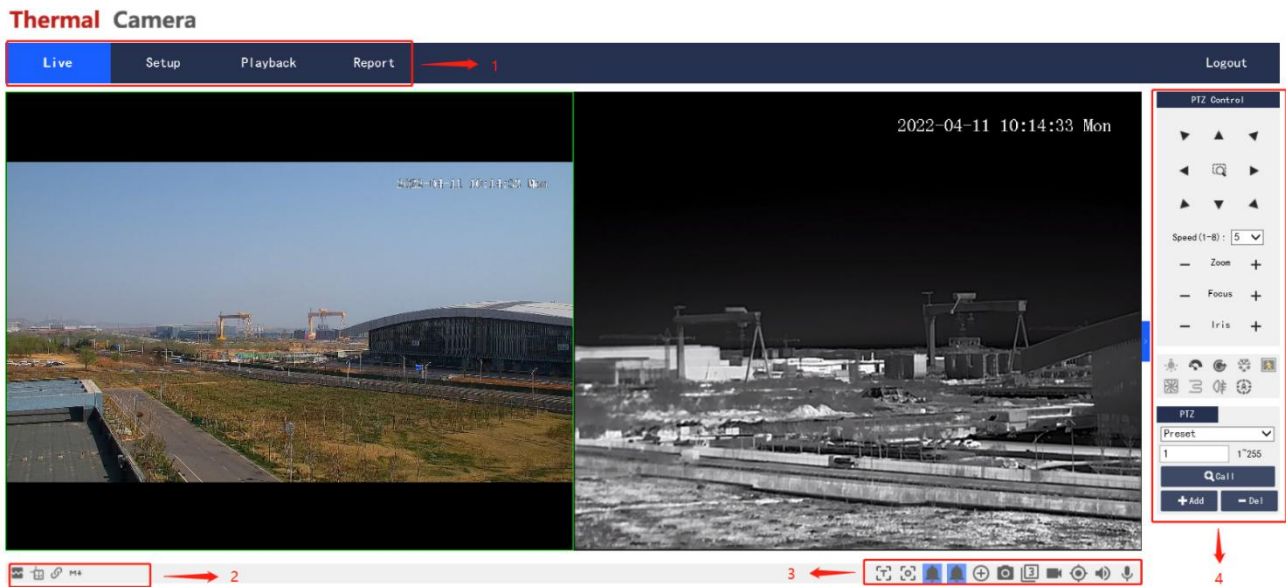 Thermal Camera
Live Setup Playback Report 1 Logout
PTZ Control
2022-04-11 10:14:33 Mon
Speed(1-8): 5
- Zoom +
- Focus +
- Iris +
PTZ
Preset
1 1~255
Call
+Add -Del
M+ 2 3 T 3 4